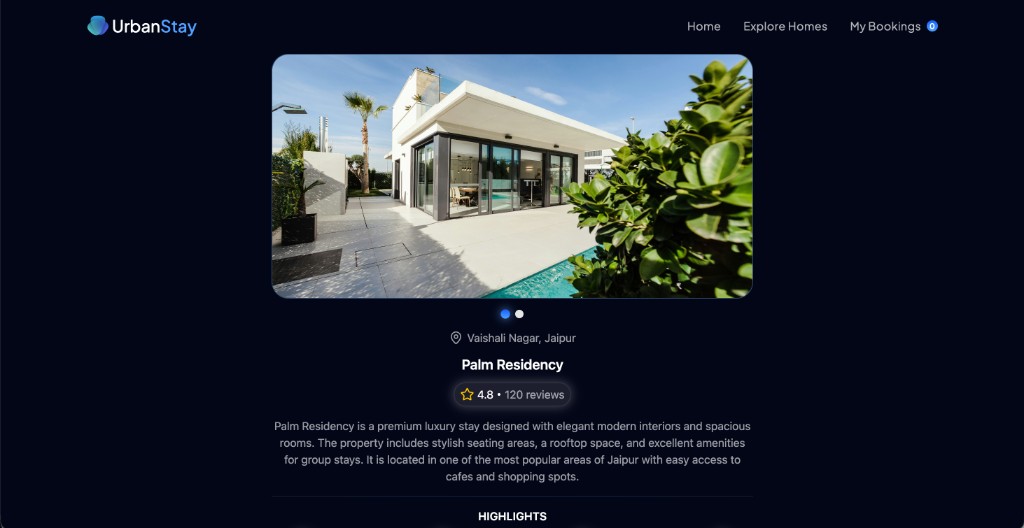 UrbanStay
Home Explore Homes My Bookings 0
Vaishali Nagar, Jaipur
Palm Residency
4.8 • 120 reviews
Palm Residency is a premium luxury stay designed with elegant modern interiors and spacious
rooms. The property includes stylish seating areas, a rooftop space, and excellent amenities
for group stays. It is located in one of the most popular areas of Jaipur with easy access to
cafes and shopping spots.
HIGHLIGHTS